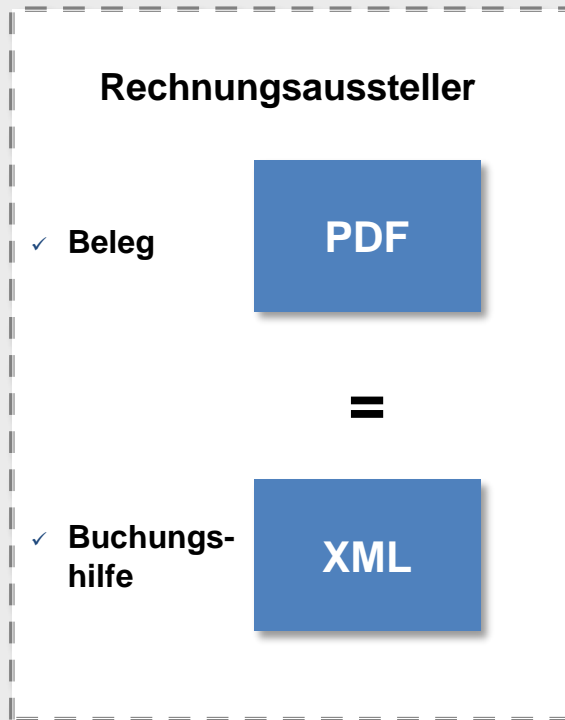 Rechnungsaussteller
✓ Beleg
PDF
=
✓ Buchungs-
hilfe
XML